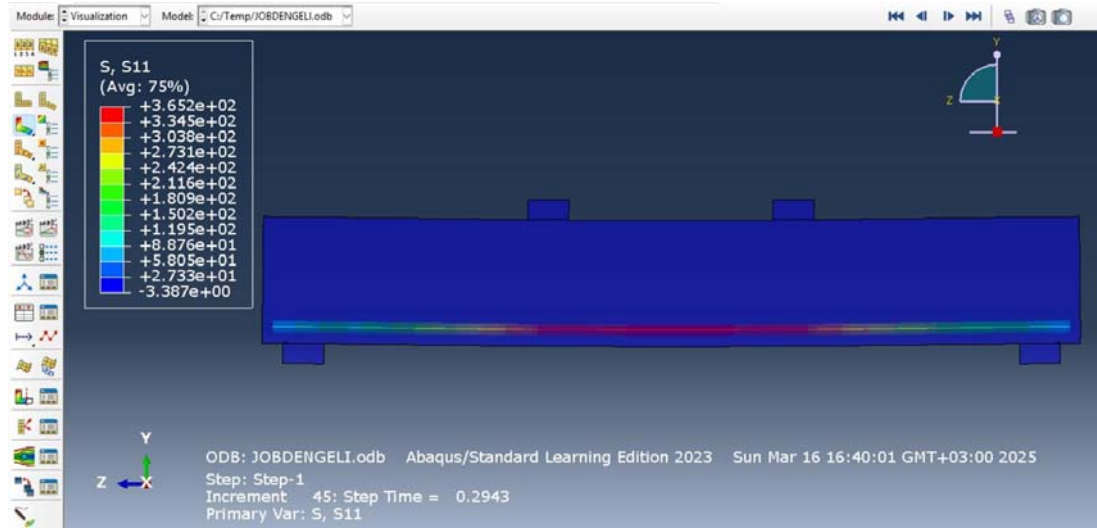 Module: Visualization Model: C:/Temp/JOBDENGELI.odb
S, S11
(Avg: 75%)
+3.652e+02
+3.345e+02
+3.038e+02
+2.731e+02
+2.424e+02
+2.116e+02
+1.809e+02
+1.502e+02
+1.195e+02
+8.876e+01
+5.805e+01
+2.733e+01
-3.387e+00
Y
Z X
Y
Z X
ODB: JOBDENGELI.odb Abaqus/Standard Learning Edition 2023 Sun Mar 16 16:40:01 GMT+03:00 2025
Step: Step-1
Increment 45: Step Time = 0.2943
Primary Var: S, S11